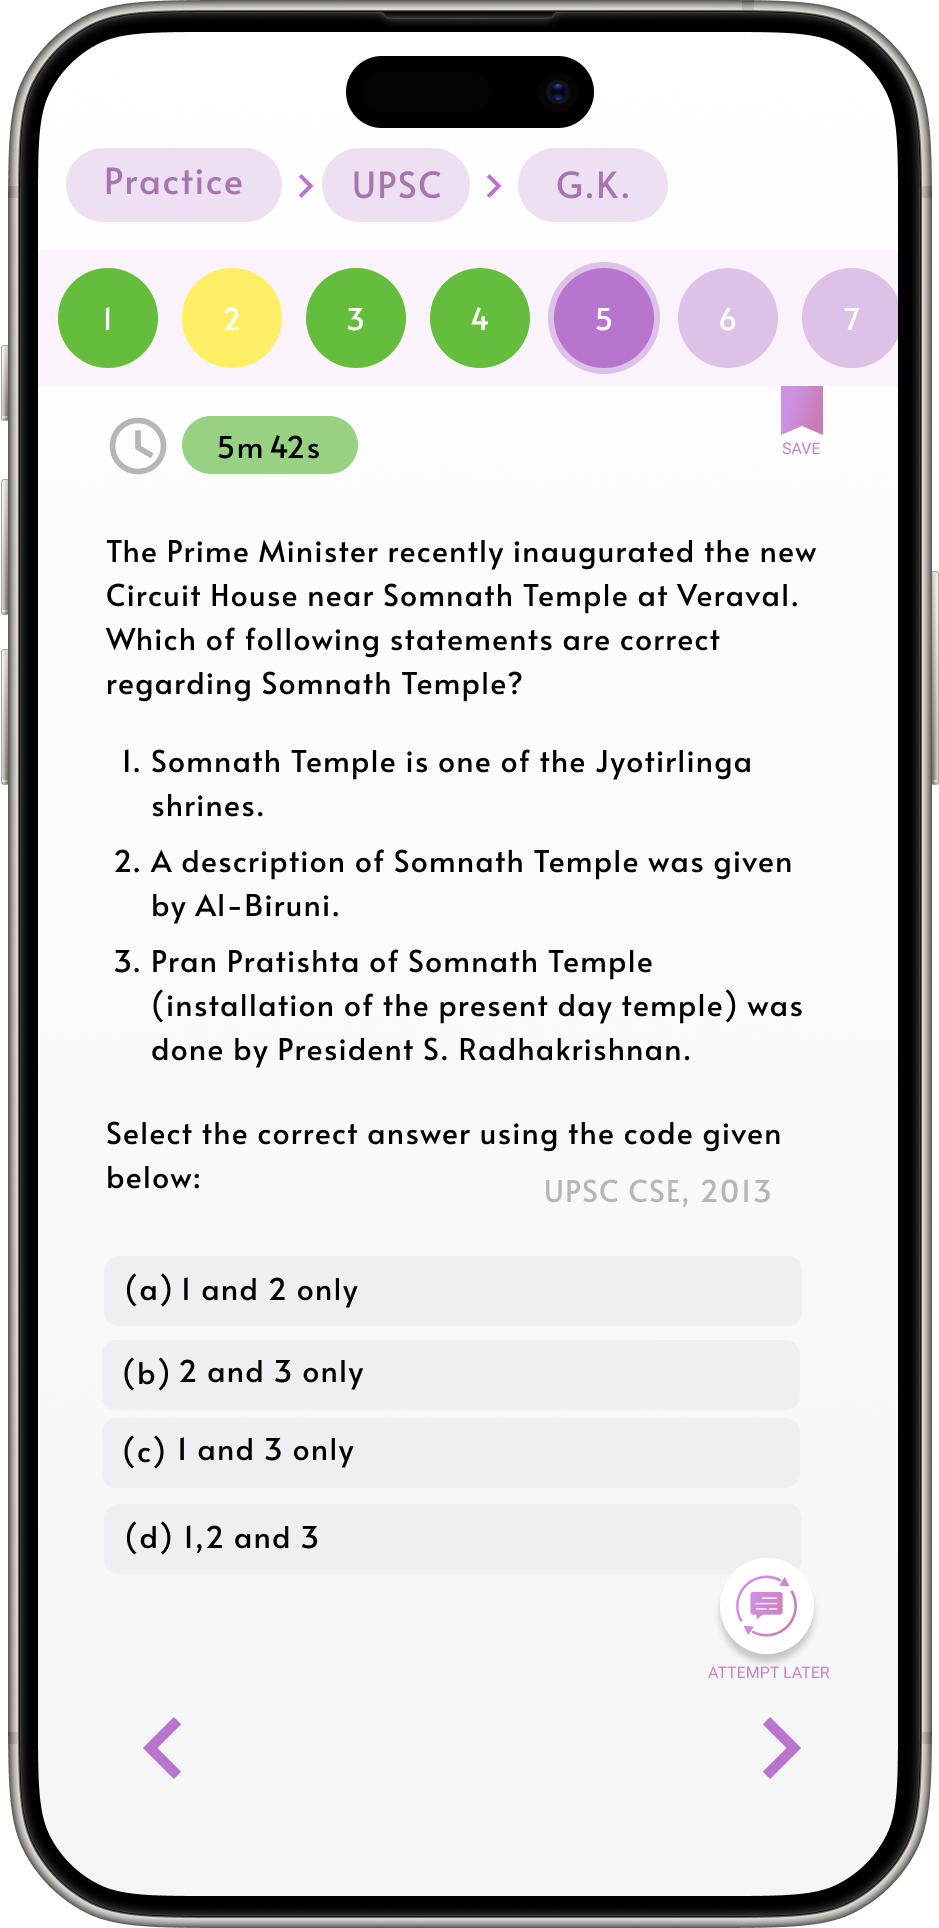 Practice > UPSC > G.K.
1 2 3 4 5 6 7
5m 42s
SAVE
The Prime Minister recently inaugurated the new
Circuit House near Somnath Temple at Veraval.
Which of following statements are correct
regarding Somnath Temple?
1. Somnath Temple is one of the Jyotirlinga
shrines.
2. A description of Somnath Temple was given
by Al-Biruni.
3. Pran Pratishta of Somnath Temple
(installation of the present day temple) was
done by President S. Radhakrishnan.
Select the correct answer using the code given
below:
UPSC CSE, 2013
(a) 1 and 2 only
(b) 2 and 3 only
(c) 1 and 3 only
(d) 1,2 and 3
ATTEMPT LATER